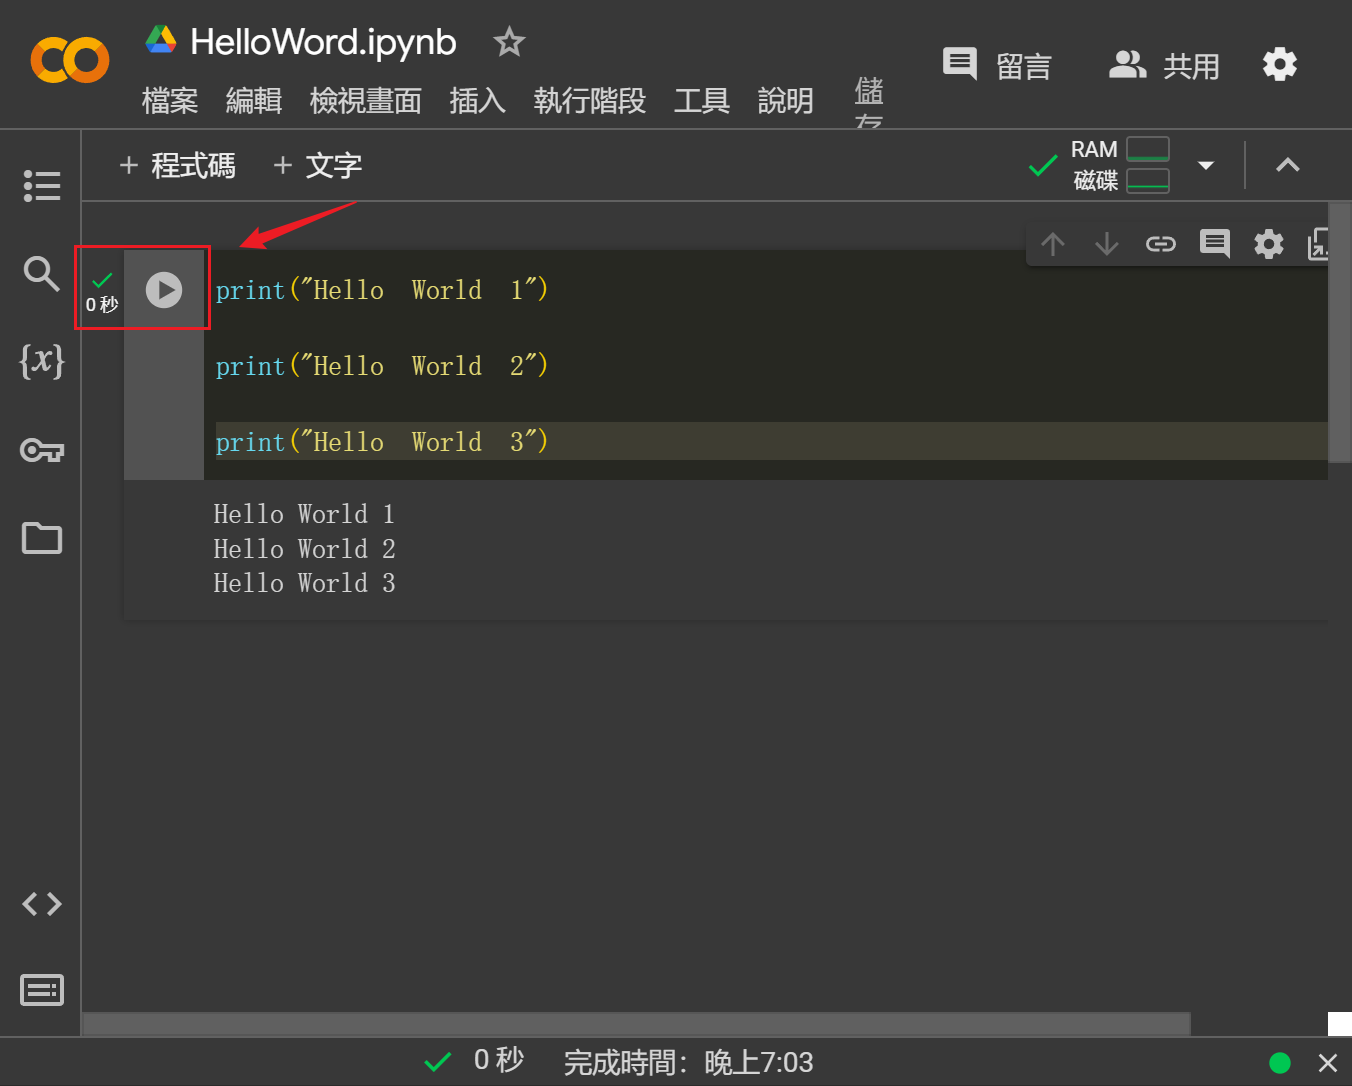 HelloWord.ipynb
檔案 編輯 檢視畫面 插入 執行階段 工具 說明 儲存
留言 共用
+ 程式碼 + 文字
RAM
磁碟
0 秒
{x}
print("Hello World 1")
print("Hello World 2")
print("Hello World 3")
Hello World 1
Hello World 2
Hello World 3
0 秒 完成時間：晚上7:03